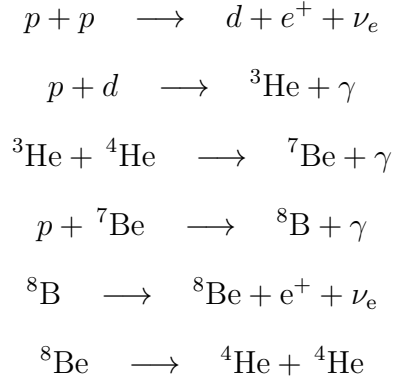 p + p ⟶ d + e⁺ + νₑ
p + d ⟶ ³He + γ
³He + ⁴He ⟶ ⁷Be + γ
p + ⁷Be ⟶ ⁸B + γ
⁸B ⟶ ⁸Be + e⁺ + νₑ
⁸Be ⟶ ⁴He + ⁴He